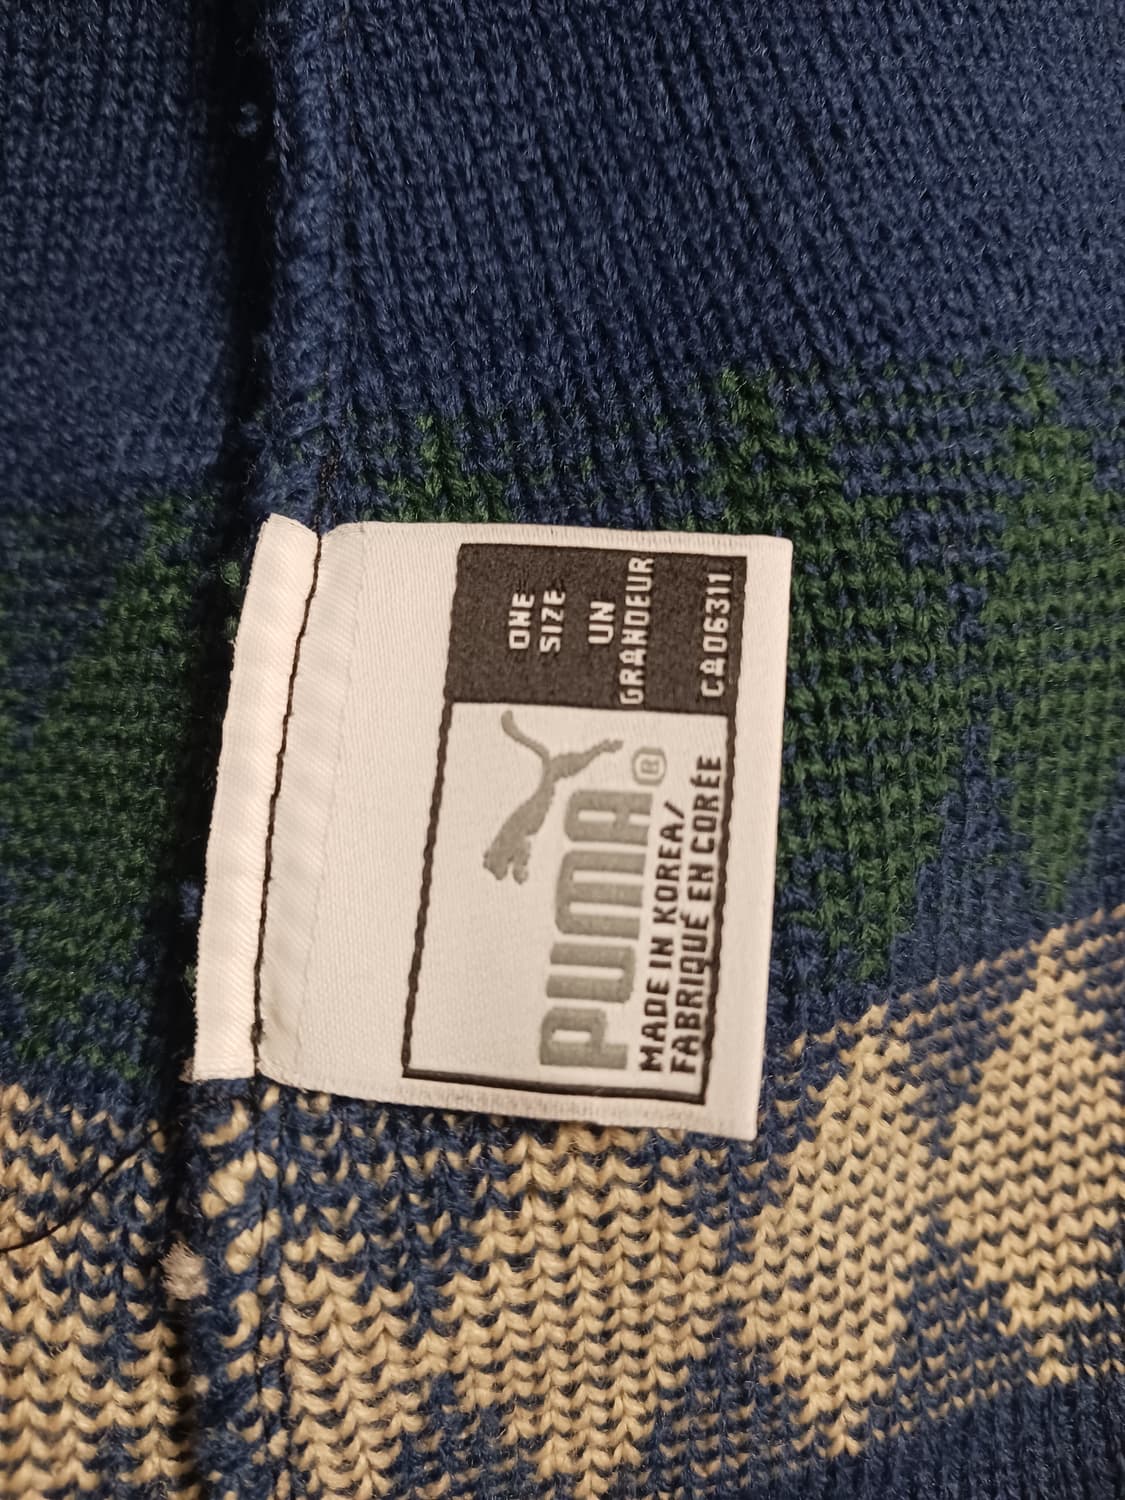 PUMA®
MADE IN KOREA/
FABRIQUÉ EN CORÉE
ONE
SIZE
UN
GRANDEUR
CA06311